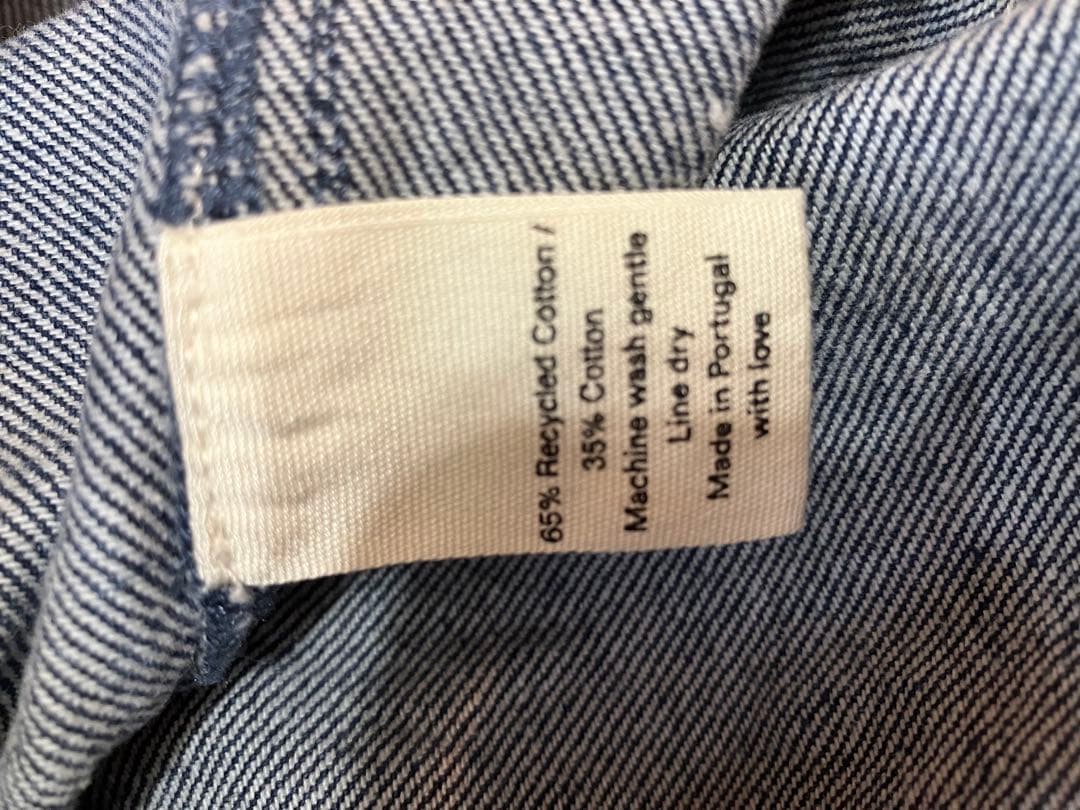 65% Recycled Cotton /
35% Cotton
Machine wash gentle
Line dry
Made in Portugal
with love